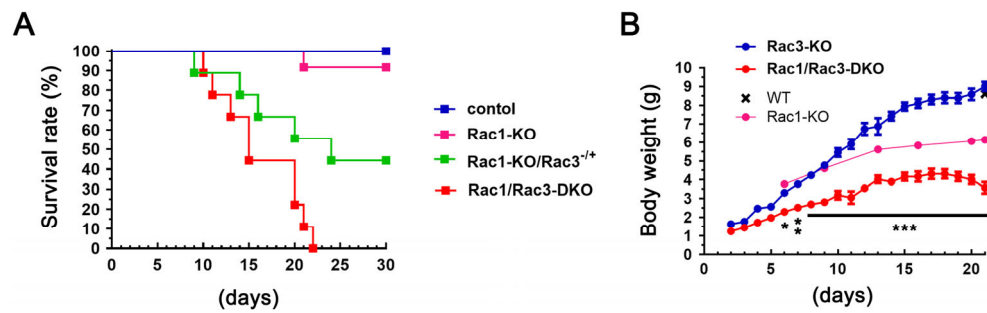 A
Survival rate (%)
100
90
80
70
60
50
40
30
20
10
0
0 5 10 15 20 25 30
(days)
contol
Rac1-KO
Rac1-KO/Rac3-/+
Rac1/Rac3-DKO
B
Rac3-KO
Rac1/Rac3-DKO
WT
Rac1-KO
Body weight (g)
10
9
8
7
6
5
4
3
2
1
0
* ** ***
0 5 10 15 20
(days)